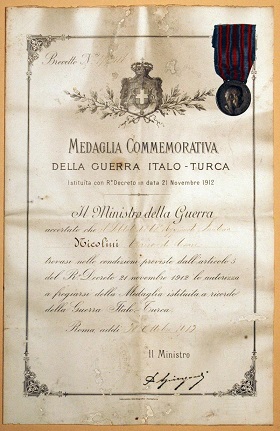 Brevetto N.
MEDAGLIA COMMEMORATIVA
DELLA GUERRA ITALO-TURCA
Istituita con R.º Decreto in data 21 Novembre 1912
Il Ministro della Guerra
accertato che
Nicolini
trovasi nelle condizioni previste dall'articolo 5
del R.º Decreto 21 novembre 1912 lo autorizza
a fregiarsi della Medaglia istituita a ricordo
della Guerra Italo-Turca.
Roma addì 1913
Il Ministro